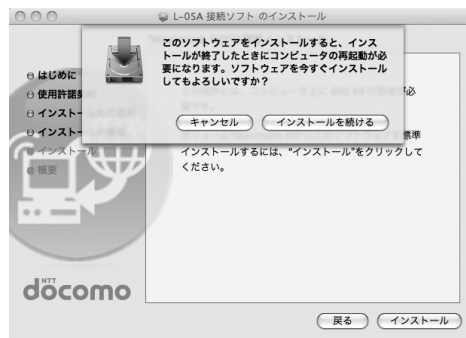 L-05A 接続ソフト のインストール
このソフトウェアをインストールすると、インス
トールが終了したときにコンピュータの再起動が必
要になります。ソフトウェアを今すぐインストール
してもよろしいですか？
キャンセル
インストールを続ける
はじめに
使用許諾契
インストー
インストー
インストール
概要
必
標準
インストールするには、"インストール"をクリックして
ください。
NTT
docomo
戻る
インストール